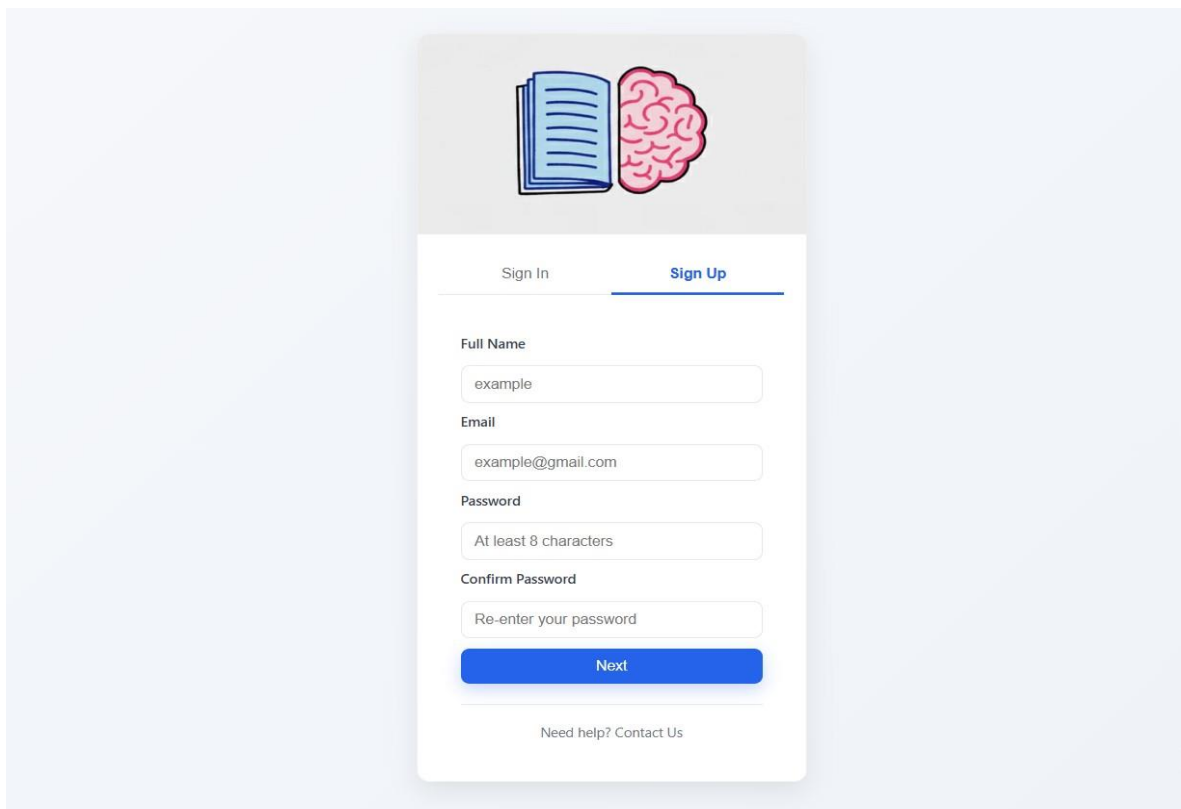 Sign In
Sign Up
Full Name
example
Email
example@gmail.com
Password
At least 8 characters
Confirm Password
Re-enter your password
Next
Need help? Contact Us